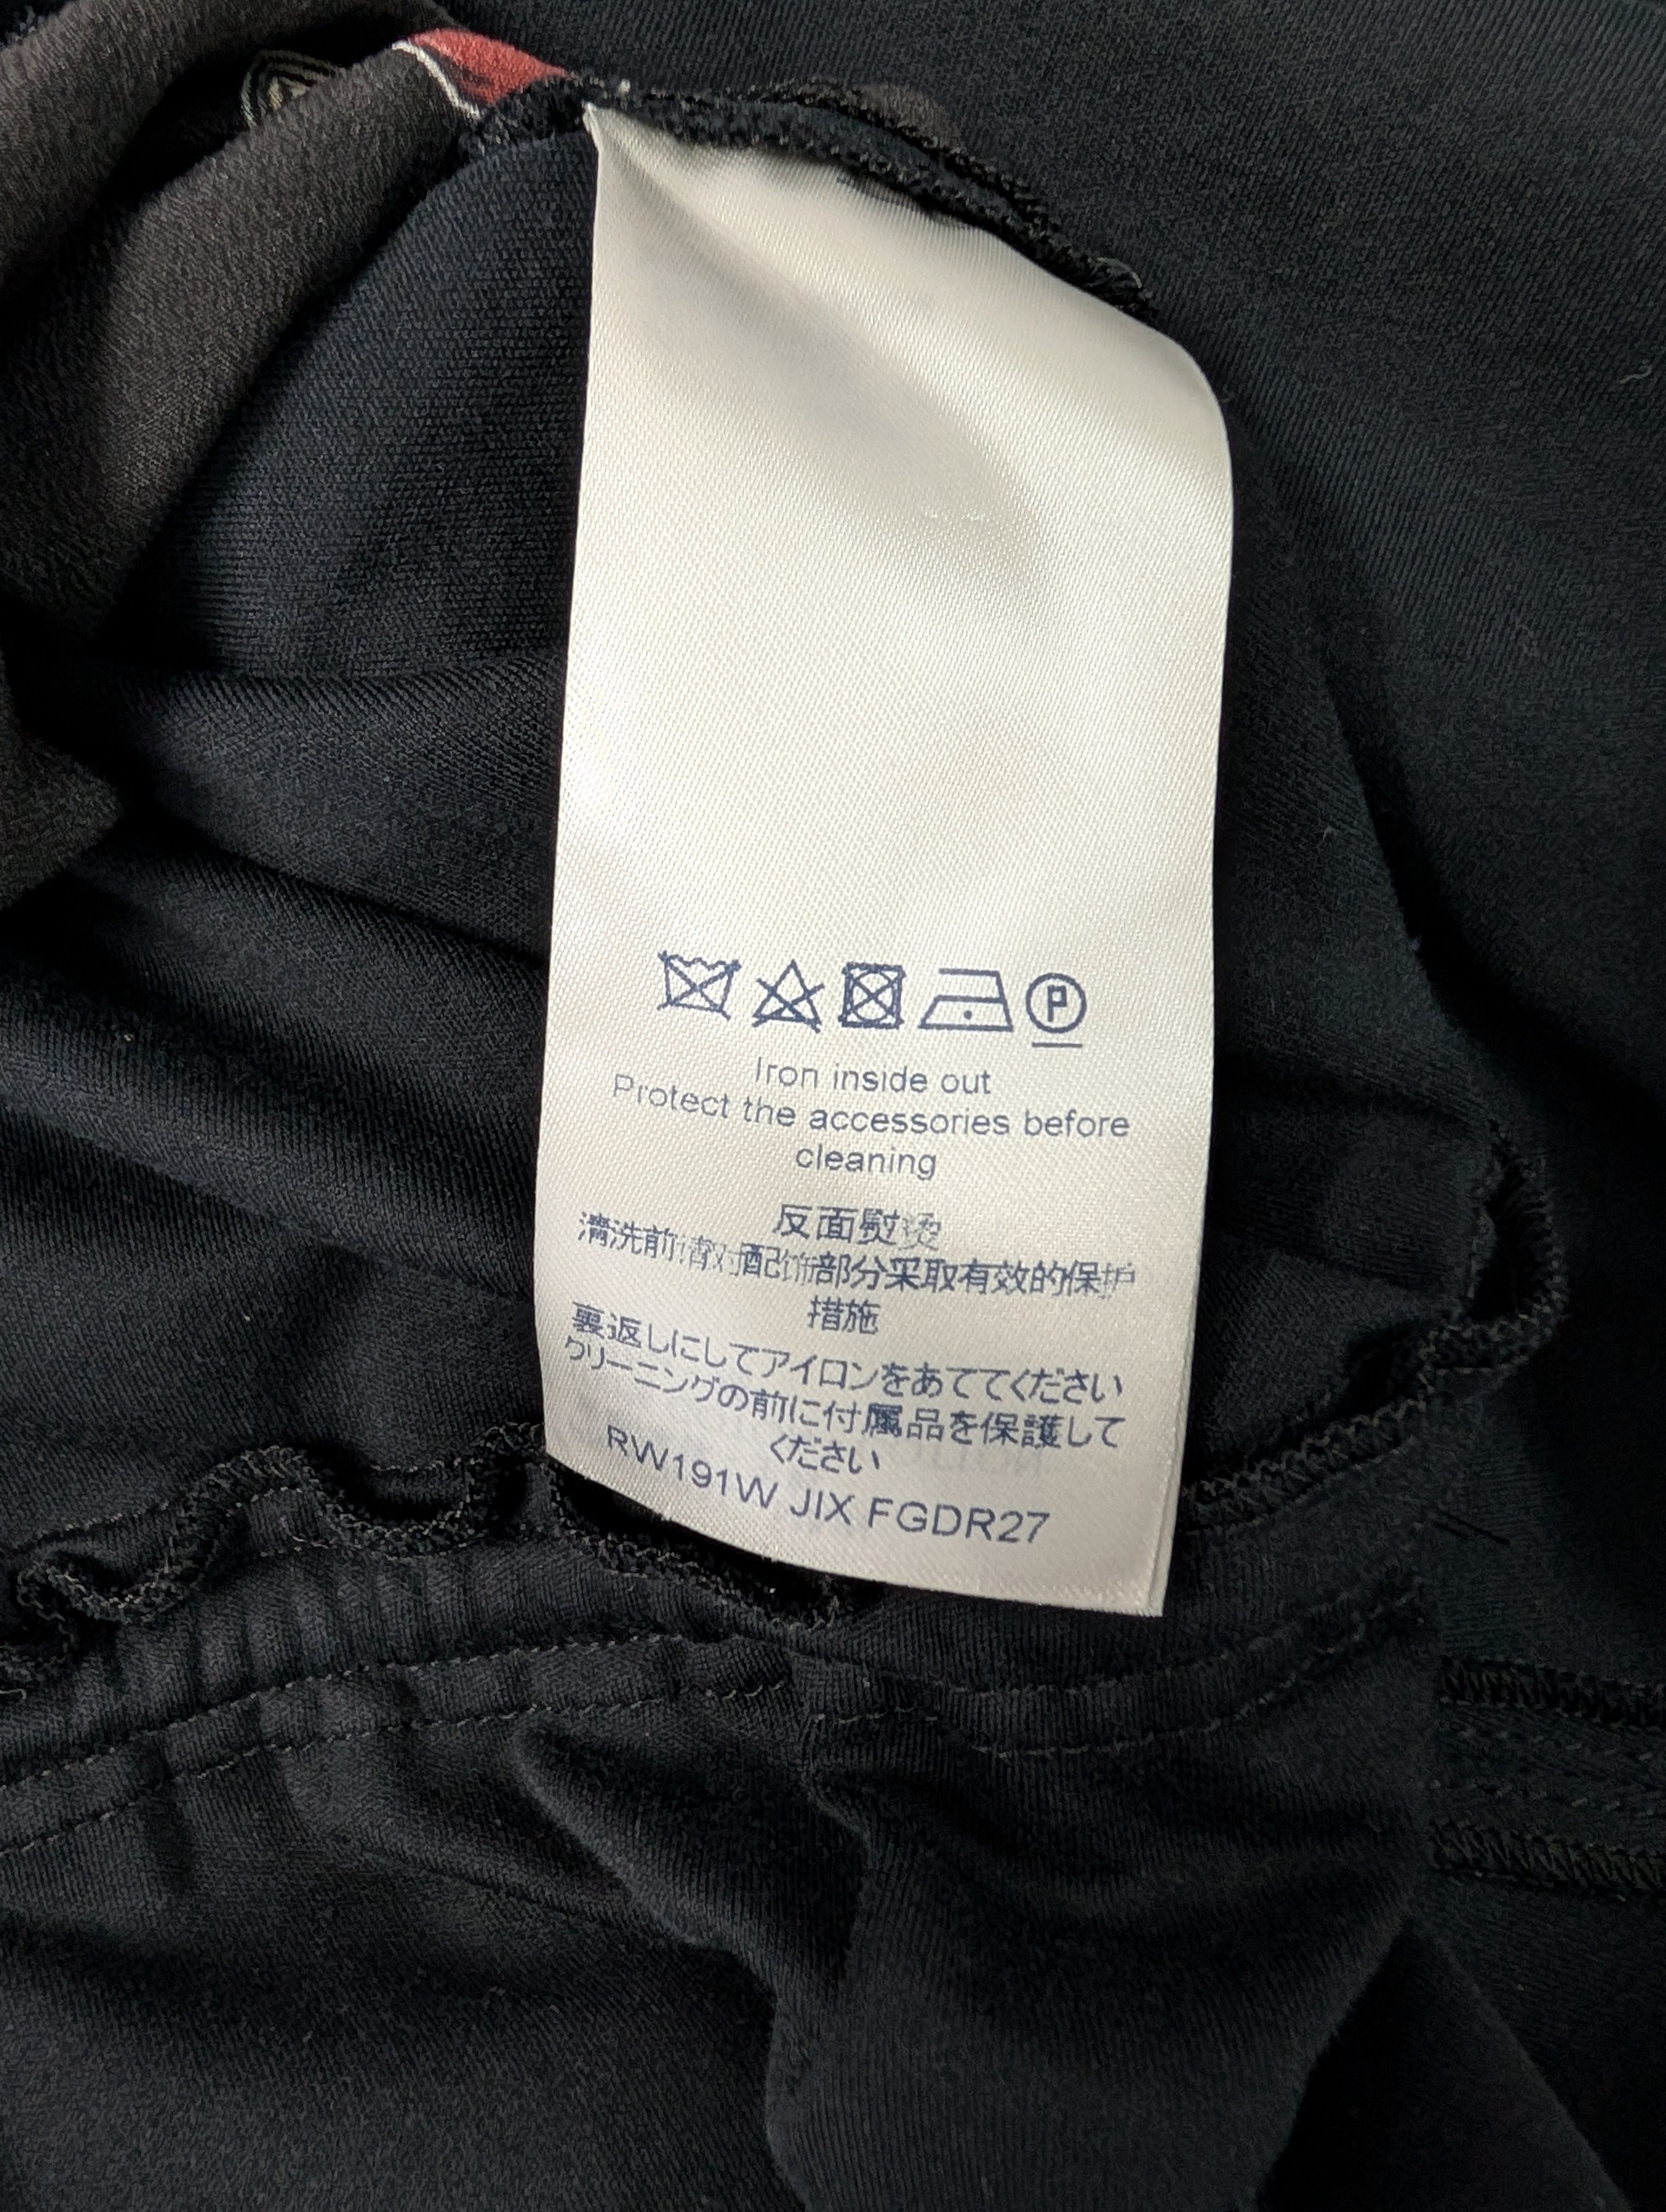 P
Iron inside out
Protect the accessories before
cleaning
反面熨烫
清洗前请对配饰部分采取有效的保护
措施
裏返しにしてアイロンをあててください
クリーニングの前に付属品を保護して
ください
RW191W JIX FGDR27